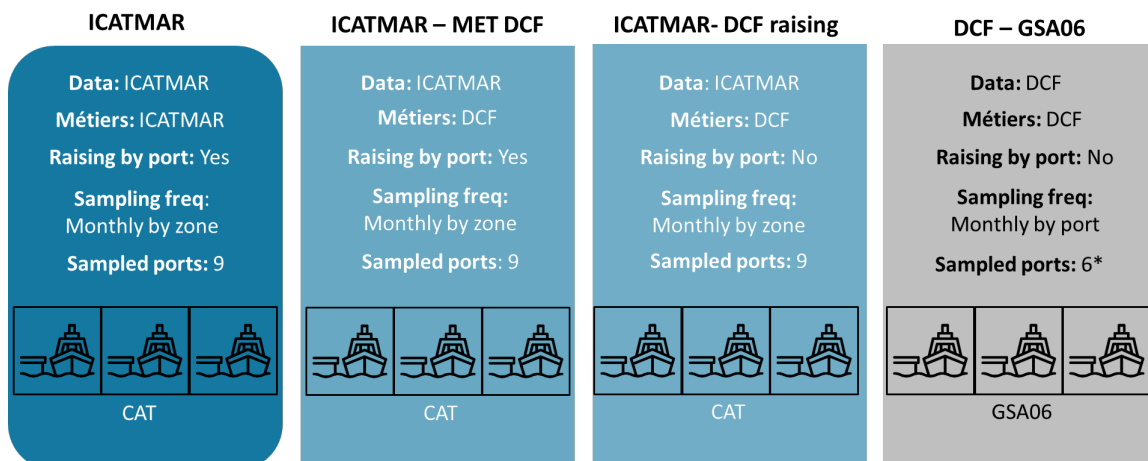 ICATMAR
Data: ICATMAR
Métiers: ICATMAR
Raising by port: Yes
Sampling freq:
Monthly by zone
Sampled ports: 9
CAT
ICATMAR – MET DCF
Data: ICATMAR
Métiers: DCF
Raising by port: Yes
Sampling freq:
Monthly by zone
Sampled ports: 9
CAT
ICATMAR- DCF raising
Data: ICATMAR
Métiers: DCF
Raising by port: No
Sampling freq:
Monthly by zone
Sampled ports: 9
CAT
DCF – GSA06
Data: DCF
Métiers: DCF
Raising by port: No
Sampling freq:
Monthly by port
Sampled ports: 6*
GSA06